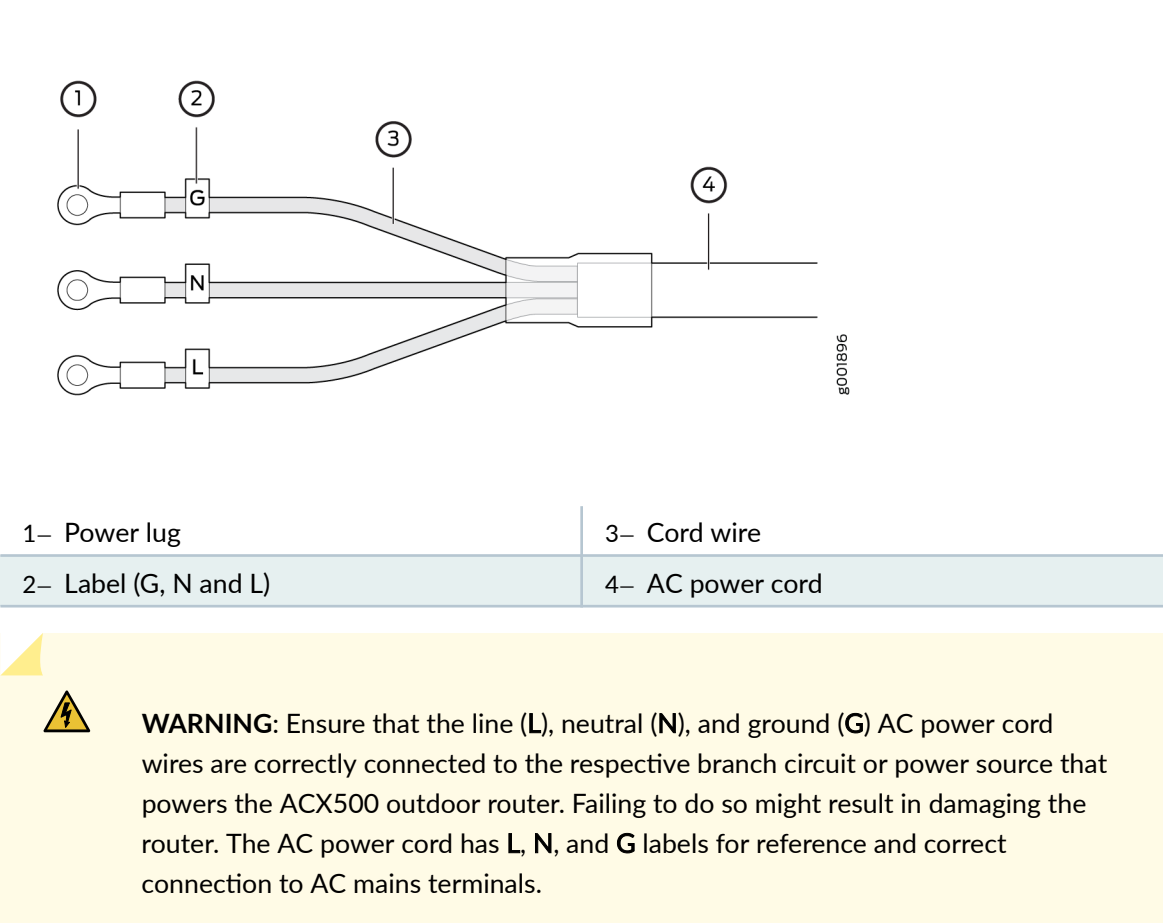 1
2
3
4
G
N
L
g001896
1– Power lug
3– Cord wire
2– Label (G, N and L)
4– AC power cord
WARNING: Ensure that the line (L), neutral (N), and ground (G) AC power cord
wires are correctly connected to the respective branch circuit or power source that
powers the ACX500 outdoor router. Failing to do so might result in damaging the
router. The AC power cord has L, N, and G labels for reference and correct
connection to AC mains terminals.